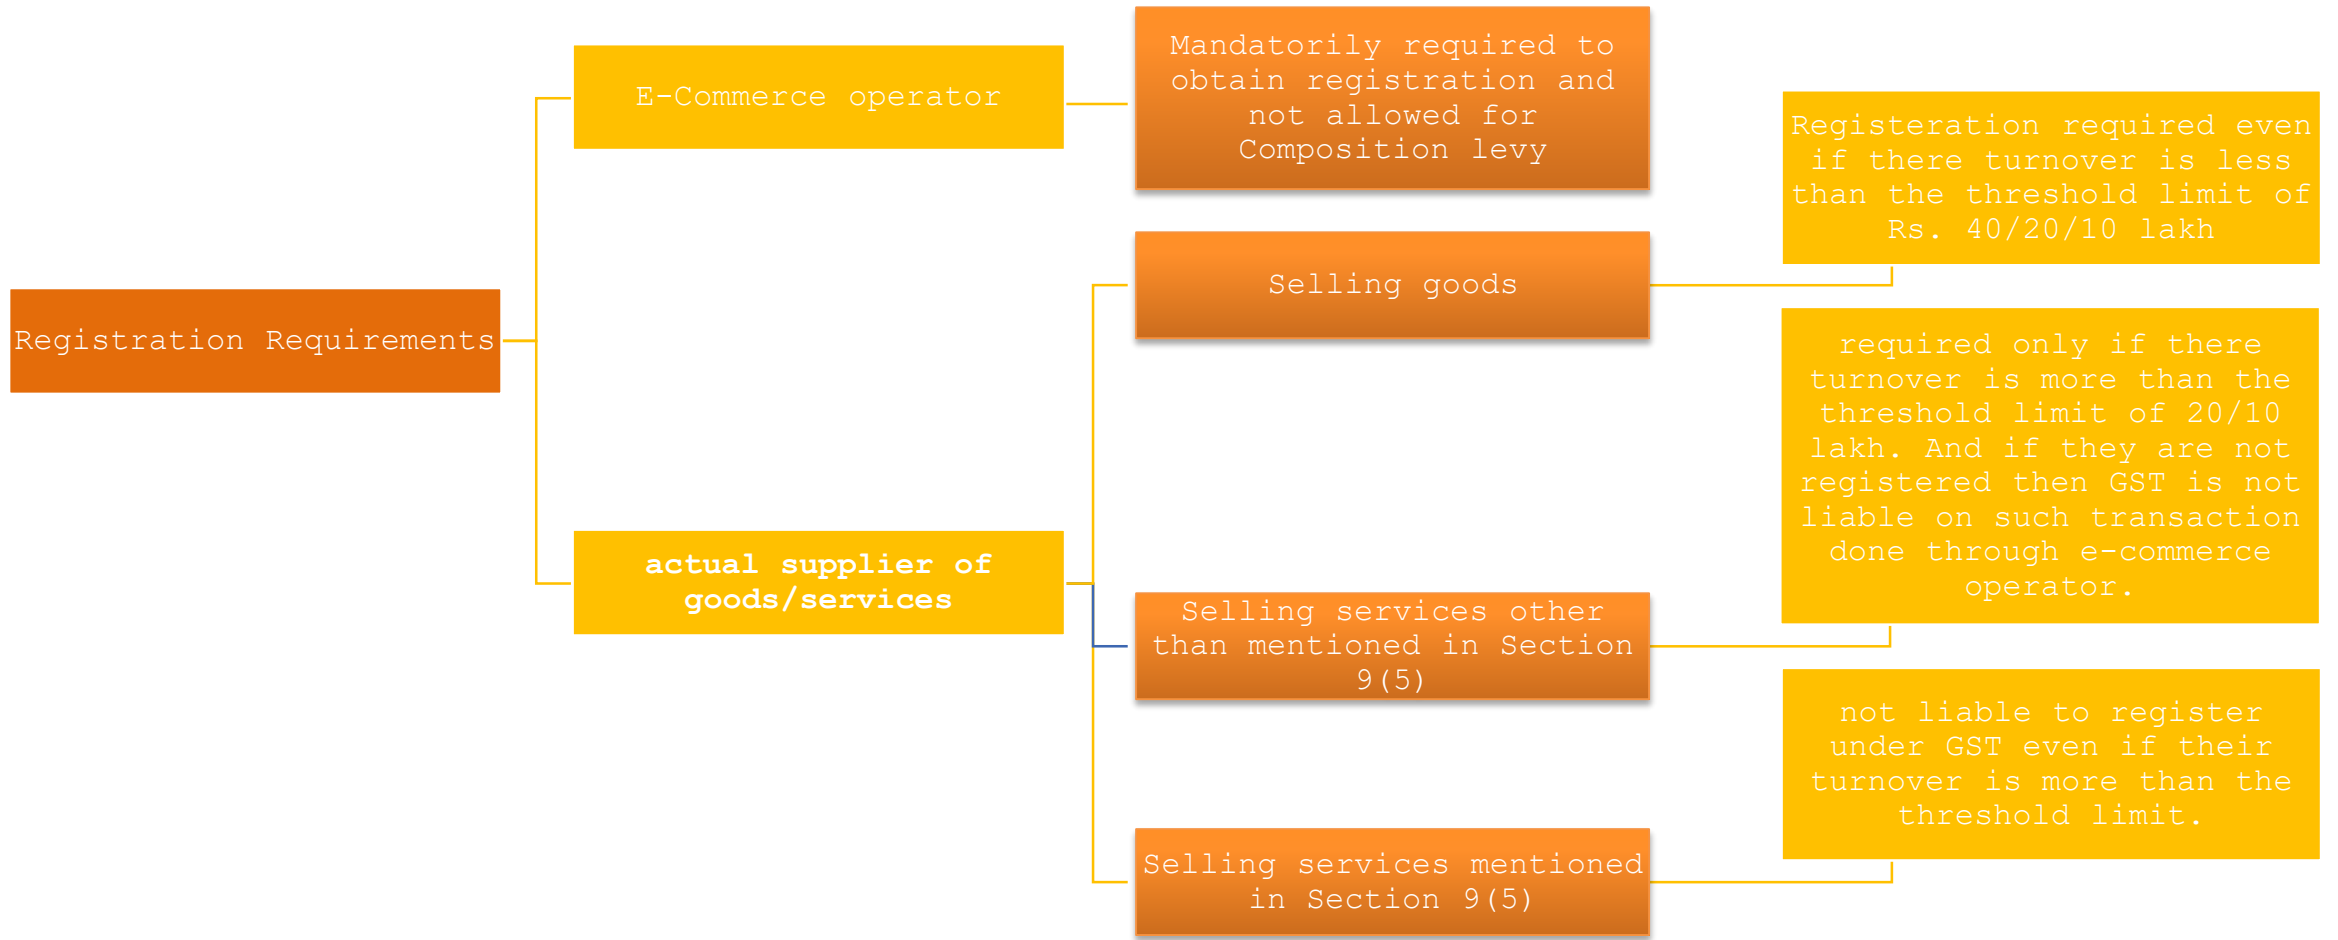 Registration Requirements
E-Commerce operator
Mandatorily required to
obtain registration and
not allowed for
Composition levy
actual supplier of
goods/services
Selling goods
Registeration required even
if there turnover is less
than the threshold limit of
Rs. 40/20/10 lakh
Selling services other
than mentioned in Section
9(5)
required only if there
turnover is more than the
threshold limit of 20/10
lakh. And if they are not
registered then GST is not
liable on such transaction
done through e-commerce
operator.
Selling services mentioned
in Section 9(5)
not liable to register
under GST even if their
turnover is more than the
threshold limit.